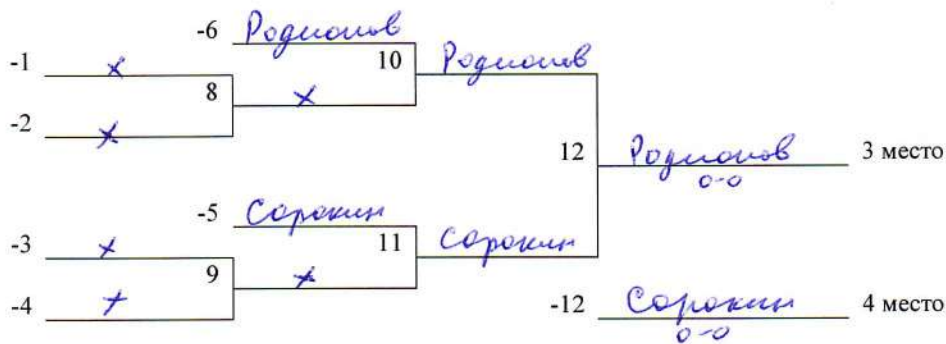 -6 Родионов
-1 x
10 Родионов
8 x
-2 x
12 Родионов 3 место
0-0
-5 Сорокин
-3 x
11 Сорокин
9 x
-4 x
-12 Сорокин 4 место
0-0